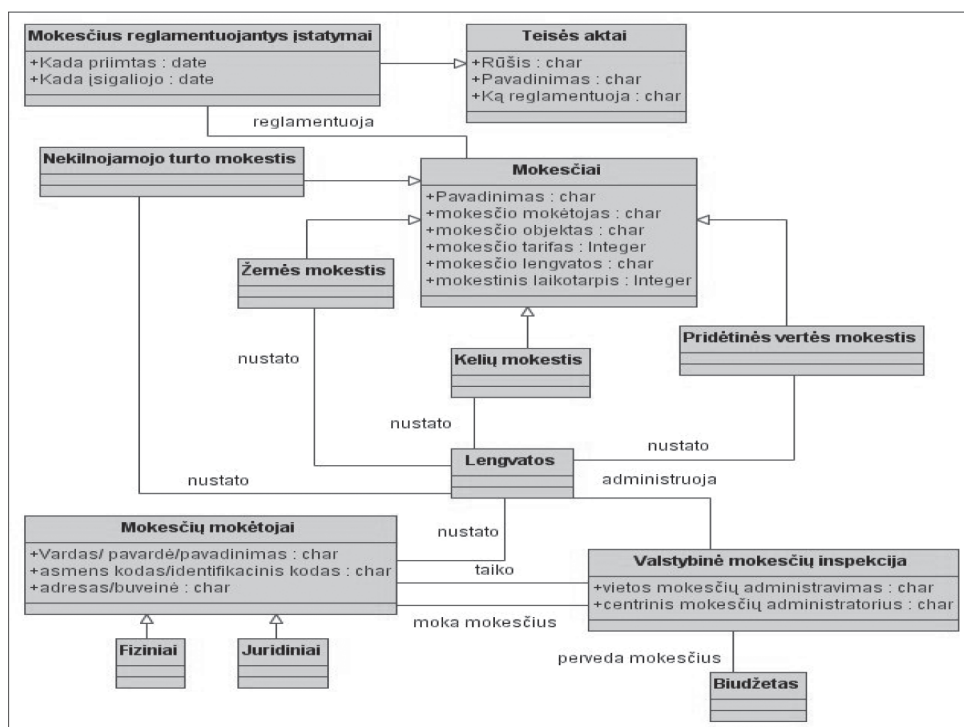 Mokesčius reglamentuojantys įstatymai
+Kada priimtas : date
+Kada įsigaliojo : date
Teisės aktai
+Rūšis : char
+Pavadinimas : char
+Ką reglamentuoja : char
reglamentuoja
Nekilnojamojo turto mokestis
Mokesčiai
+Pavadinimas : char
+mokesčio mokėtojas : char
+mokesčio objektas : char
+mokesčio tarifas : Integer
+mokesčio lengvatos : char
+mokestinis laikotarpis : Integer
Žemės mokestis
Kelių mokestis
Pridėtinės vertės mokestis
nustato
nustato
nustato
nustato
Lengvatos
administruoja
Mokesčių mokėtojai
+Vardas/ pavardė/pavadinimas : char
+asmens kodas/identifikacinis kodas : char
+adresas/buveinė : char
nustato
taiko
moka mokesčius
Valstybinė mokesčių inspekcija
+vietos mokesčių administravimas : char
+centrinis mokesčių administratorius : char
Fiziniai
Juridiniai
perveda mokesčius
Biudžetas